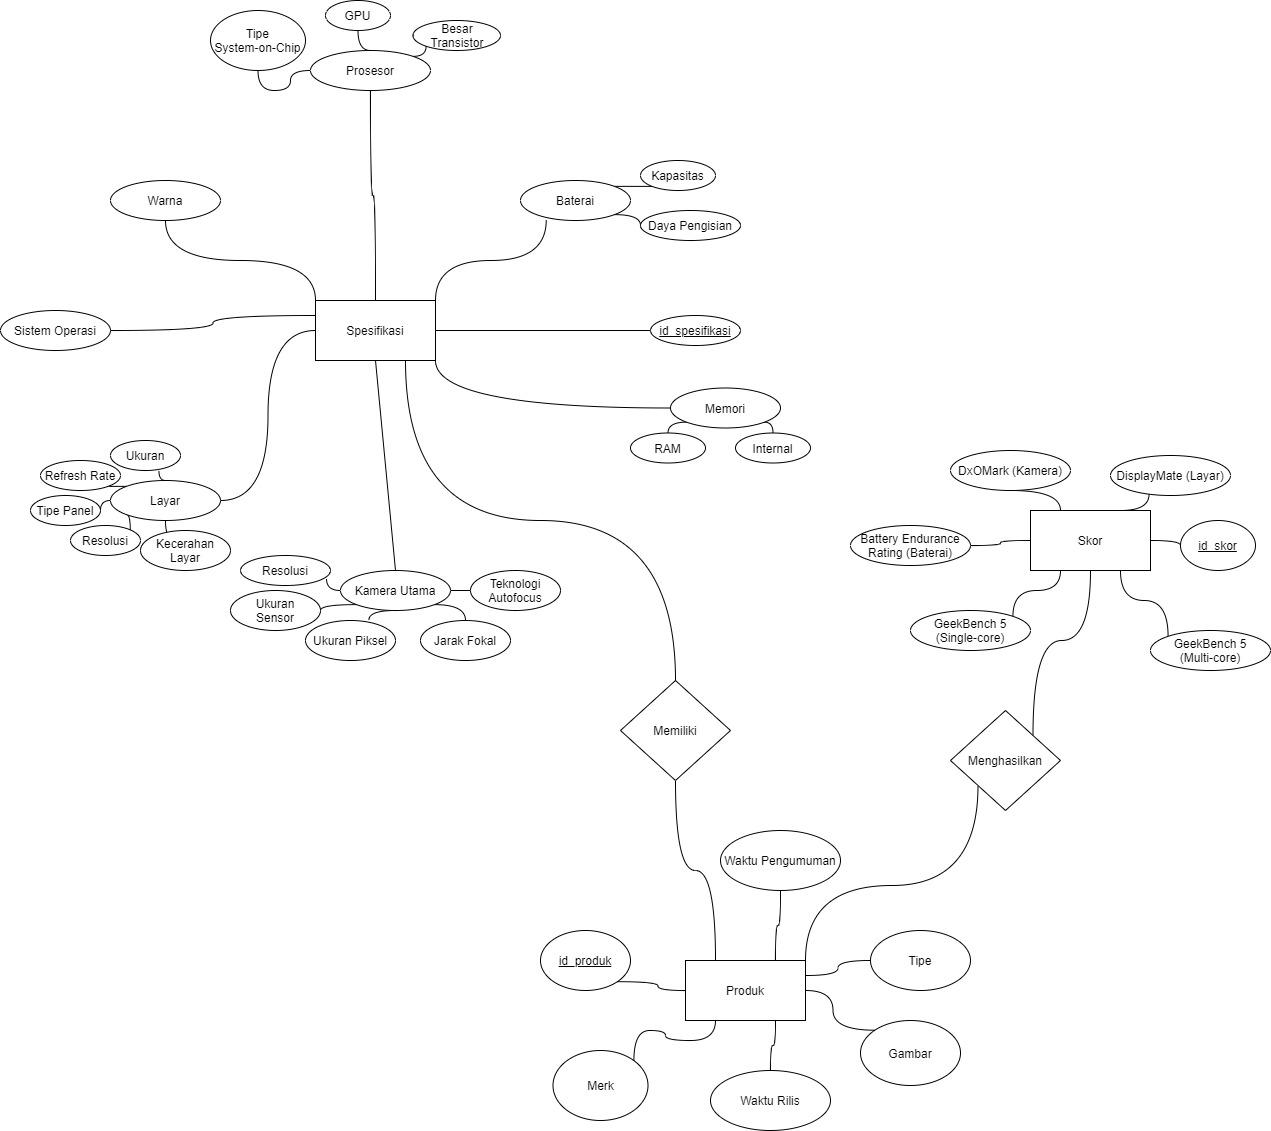 GPU
Tipe
System-on-Chip
Besar
Transistor
Prosesor
Kapasitas
Warna
Baterai
Daya Pengisian
Sistem Operasi
Spesifikasi
id_spesifikasi
Memori
RAM
Internal
Ukuran
Refresh Rate
Layar
Tipe Panel
Resolusi
Kecerahan
Layar
DxOMark (Kamera)
DisplayMate (Layar)
Battery Endurance
Rating (Baterai)
Skor
id_skor
GeekBench 5
(Single-core)
GeekBench 5
(Multi-core)
Resolusi
Kamera Utama
Teknologi
Autofocus
Ukuran
Sensor
Ukuran Piksel
Jarak Fokal
Memiliki
Menghasilkan
Waktu Pengumuman
id_produk
Produk
Tipe
Gambar
Merk
Waktu Rilis